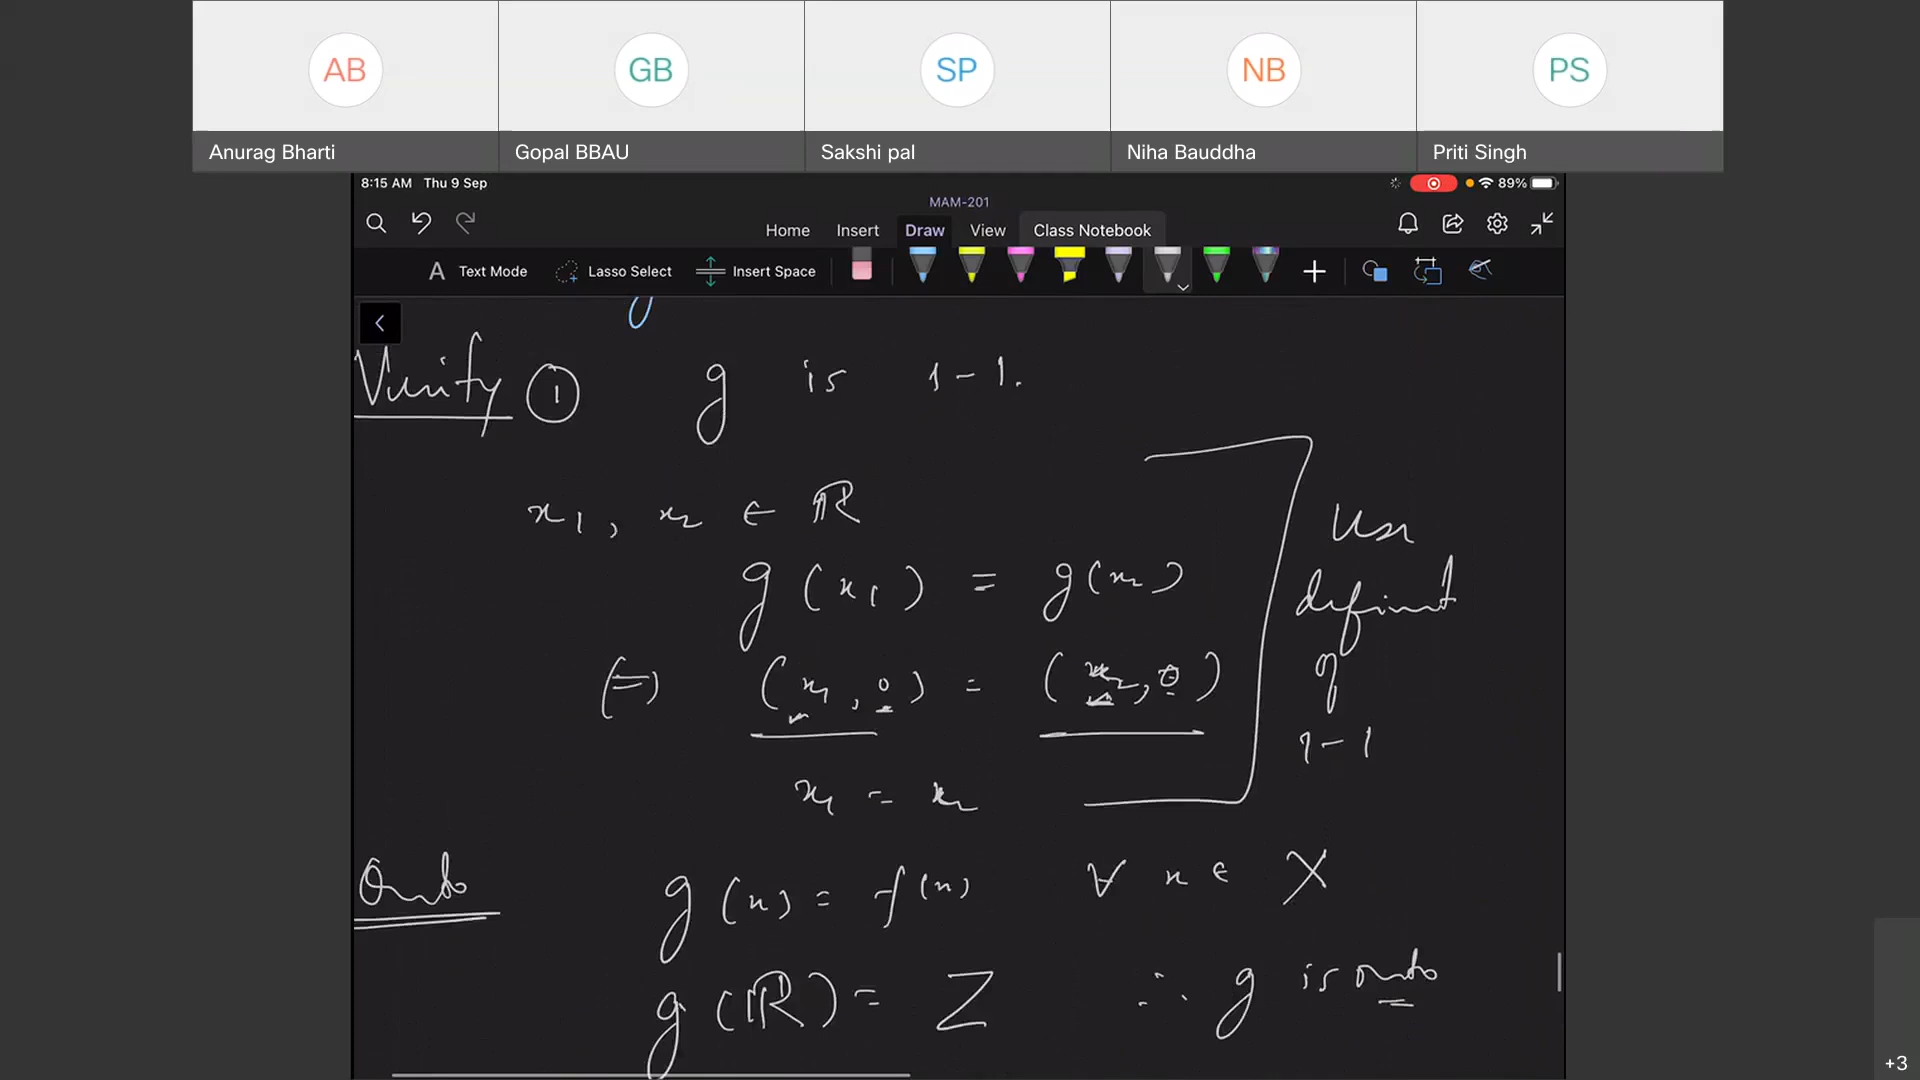 AB GB SP NB PS
Anurag Bharti Gopal BBAU Sakshi pal Niha Bauddha Priti Singh
8:15 AM Thu 9 Sep 89%
MAM-201
Home Insert Draw View Class Notebook
A Text Mode Lasso Select Insert Space
Verify ① g is 1-1.
x₁, x₂ ∈ ℝ
g(x₁) = g(x₂)
(x₁, 0) = (x₂, 0)
x₁ = x₂
Use
of
1-1
Onto g(x) = f(x) ∀ x ∈ X
g(ℝ) = Z ∴ g is onto
+3